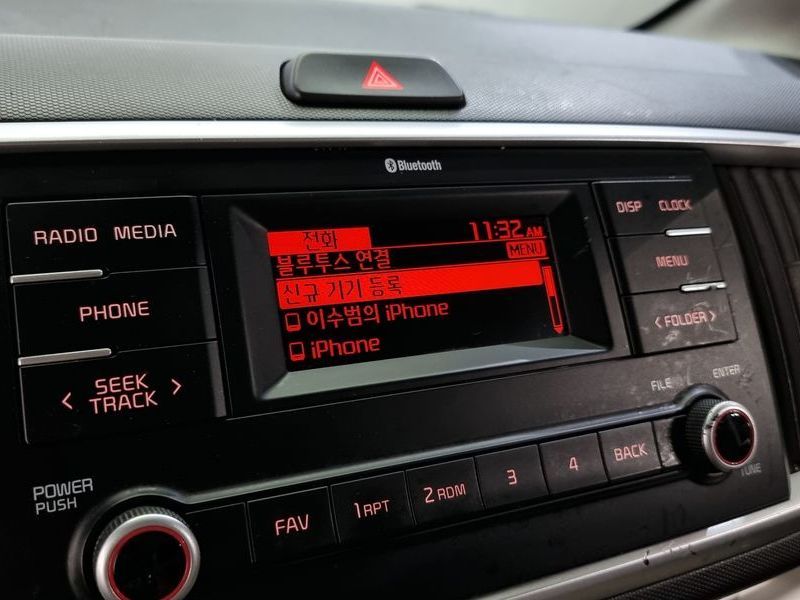 Bluetooth
RADIO MEDIA
PHONE
< SEEK TRACK >
전화 11:32 AM
블루투스 연결 MENU
신규 기기 등록
이수범의 iPhone
iPhone
DISP CLOCK
MENU
< FOLDER >
FILE ENTER
TUNE
POWER
PUSH
FAV
1 RPT
2 RDM
3
4
BACK